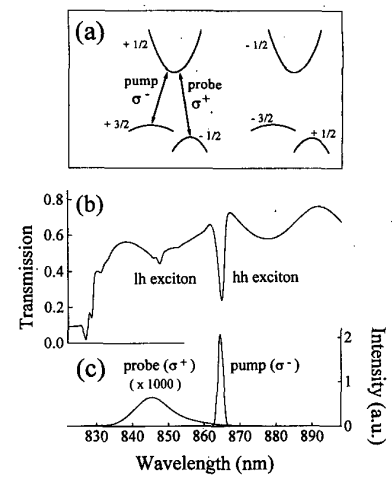 (a)
+ 1/2
- 1/2
pump
σ-
probe
σ+
+ 3/2
- 1/2
- 3/2
+ 1/2
(b)
0.8
0.6
0.4
0.2
0.0
Transmission
lh exciton
hh exciton
(c)
probe (σ+)
( x 1000 )
pump (σ-)
2
1
0
Intensity (a.u.)
830 840 850 860 870 880 890
Wavelength (nm)